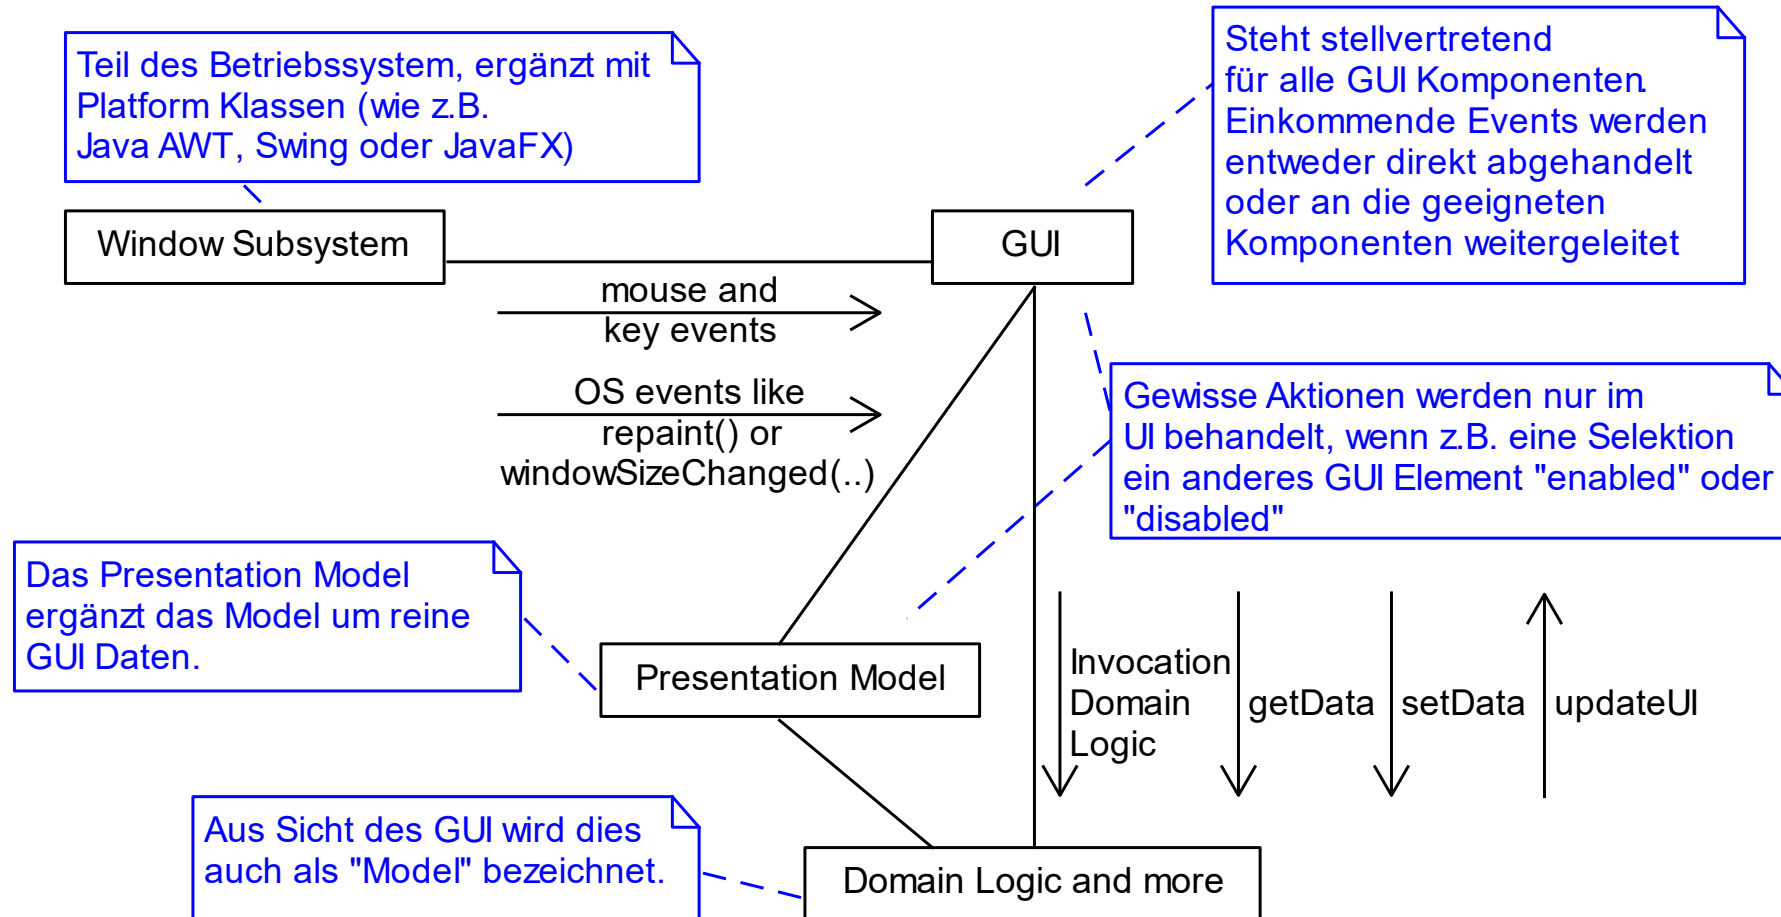 Teil des Betriebssystem, ergänzt mit
Platform Klassen (wie z.B.
Java AWT, Swing oder JavaFX)
Steht stellvertretend
für alle GUI Komponenten.
Einkommende Events werden
entweder direkt abgehandelt
oder an die geeigneten
Komponenten weitergeleitet
Window Subsystem
GUI
mouse and
key events
OS events like
repaint() or
windowSizeChanged(..)
Gewisse Aktionen werden nur im
UI behandelt, wenn z.B. eine Selektion
ein anderes GUI Element "enabled" oder
"disabled"
Das Presentation Model
ergänzt das Model um reine
GUI Daten.
Presentation Model
Invocation
Domain
Logic
getData
setData
updateUI
Aus Sicht des GUI wird dies
auch als "Model" bezeichnet.
Domain Logic and more